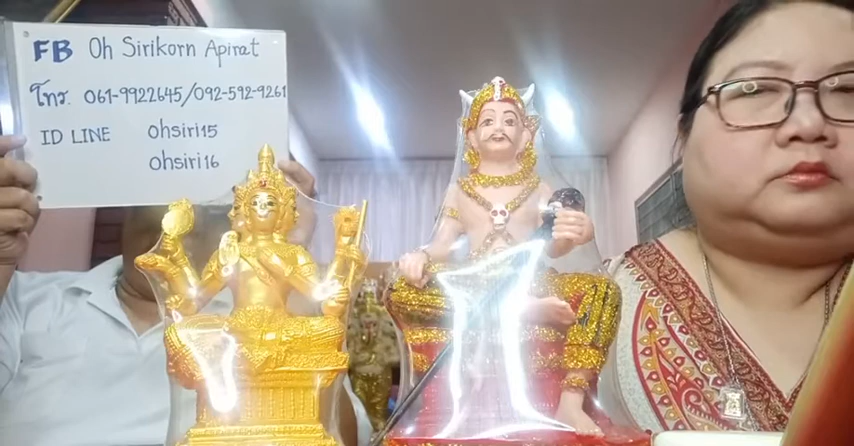 FB Oh Sirikorn Apirat
โทร. 061-9922645/092-592-9261
ID LINE ohsiri15
ohsiri16